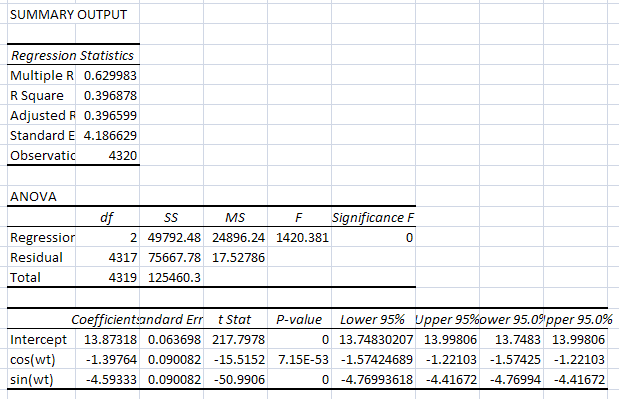 SUMMARY OUTPUT
Regression Statistics
Multiple R 0.629983
R Square 0.396878
Adjusted R 0.396599
Standard E 4.186629
Observatic 4320
ANOVA
df SS MS F Significance F
Regression 2 49792.48 24896.24 1420.381 0
Residual 4317 75667.78 17.52786
Total 4319 125460.3
Coefficients andard Err t Stat P-value Lower 95% Upper 95% ower 95.0% pper 95.0%
Intercept 13.87318 0.063698 217.7978 0 13.74830207 13.99806 13.7483 13.99806
cos(wt) -1.39764 0.090082 -15.5152 7.15E-53 -1.57424689 -1.22103 -1.57425 -1.22103
sin(wt) -4.59333 0.090082 -50.9906 0 -4.76993618 -4.41672 -4.76994 -4.41672